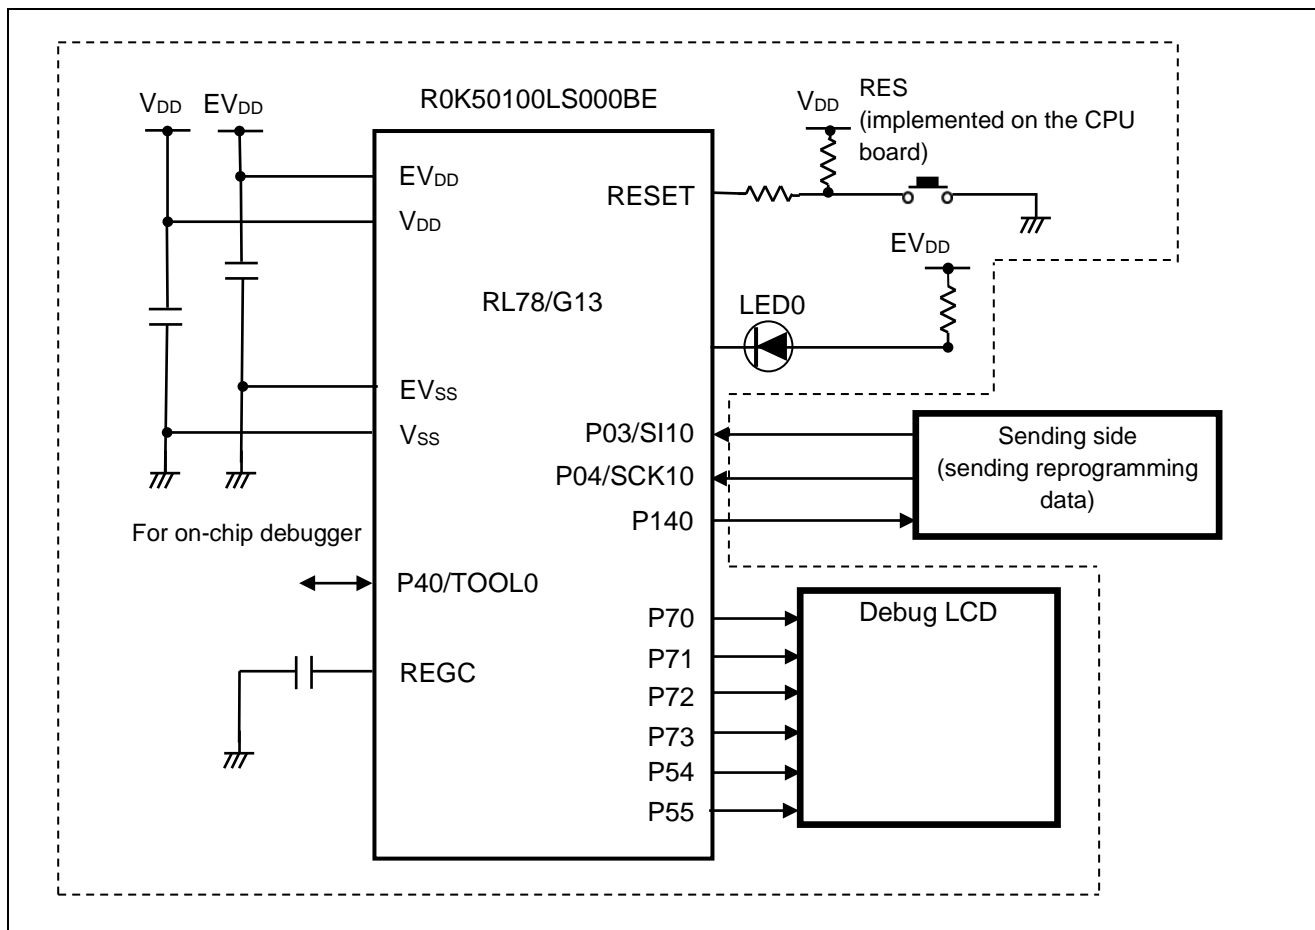 R0K50100LS000BE
VDD
EVDD
EVDD
VDD
RL78/G13
EVSS
VSS
For on-chip debugger
P40/TOOL0
REGC
RESET
VDD
RES
(implemented on the CPU
board)
EVDD
LED0
P03/SI10
P04/SCK10
P140
Sending side
(sending reprogramming
data)
P70
P71
P72
P73
P54
P55
Debug LCD